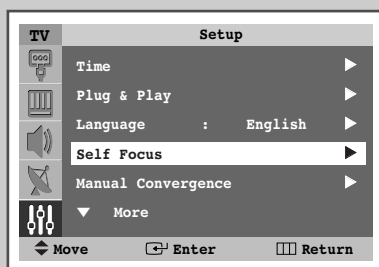 TV Setup
Time
Plug & Play
Language : English
Self Focus
Manual Convergence
More
Move Enter Return